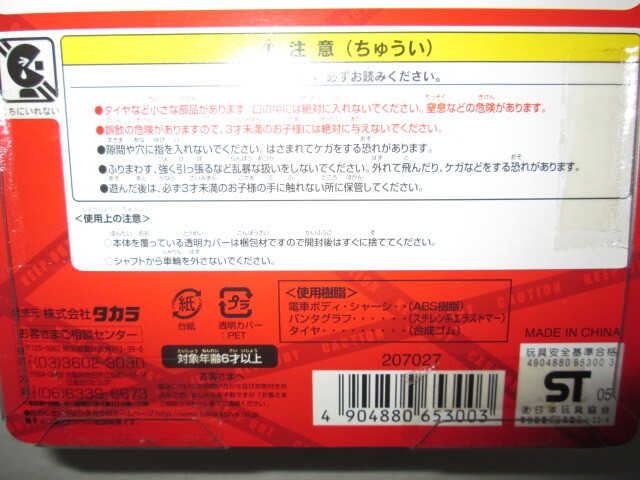 ⚠ 注意（ちゅうい）
必ずお読みください。
ちにいれない
●タイヤなど小さな部品があります。口の中には絶対に入れないでください。窒息などの危険があります。
●誤飲の危険がありますので、3才未満のお子様には絶対に与えないでください。
●隙間や穴に指を入れないでください。はさまれてケガをする恐れがあります。
●ふりまわす、強く引っ張るなど乱暴な扱いをしないでください。外れて飛んだり、ケガなどをする恐れがあります。
●遊んだ後は、必ず3才未満のお子様の手に触れない所に保管してください。
＜使用上の注意＞
○本体を覆っている透明カバーは梱包材ですので開封後はすぐに捨ててください。
○シャフトから車輪を外さないでください。
発売元 株式会社タカラ
お客さまご相談センター
(03)3602-3030
(06)6339-6673
紙
台紙
プラ
透明カバー
:PET
対象年齢6才以上
お客さまへ
＜使用樹脂＞
電車ボディ・シャーシ・・(ABS樹脂)
パンタグラフ・・・・・・(スチレン系エラストマー)
タイヤ・・・・・・・・・(合成ゴム)
207027
4 904880 653003
MADE IN CHINA
玩具安全基準合格
4904880 65300 3
ST
05
㈳日本玩具協会
KEEP OUT
CAUTION